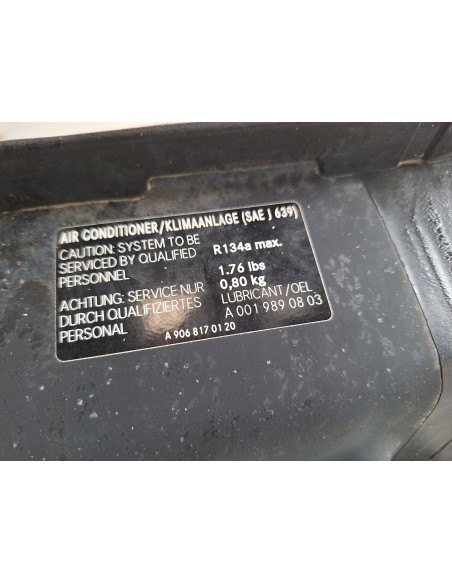 AIR CONDITIONER/KLIMAANLAGE (SAE J 639)
CAUTION: SYSTEM TO BE
SERVICED BY QUALIFIED
PERSONNEL
R134a max.
1.76 lbs
0,80 kg
ACHTUNG: SERVICE NUR
DURCH QUALIFIZIERTES
PERSONAL
LUBRICANT/OEL
A 001 989 08 03
A 906 817 01 20